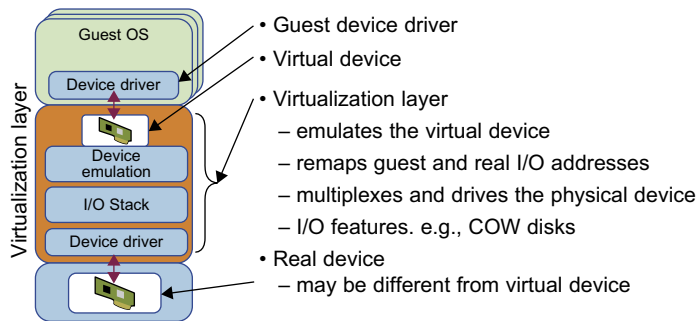 Guest OS
Device driver
Virtualization layer
Device
emulation
I/O Stack
Device driver
• Guest device driver
• Virtual device
• Virtualization layer
– emulates the virtual device
– remaps guest and real I/O addresses
– multiplexes and drives the physical device
– I/O features. e.g., COW disks
• Real device
– may be different from virtual device